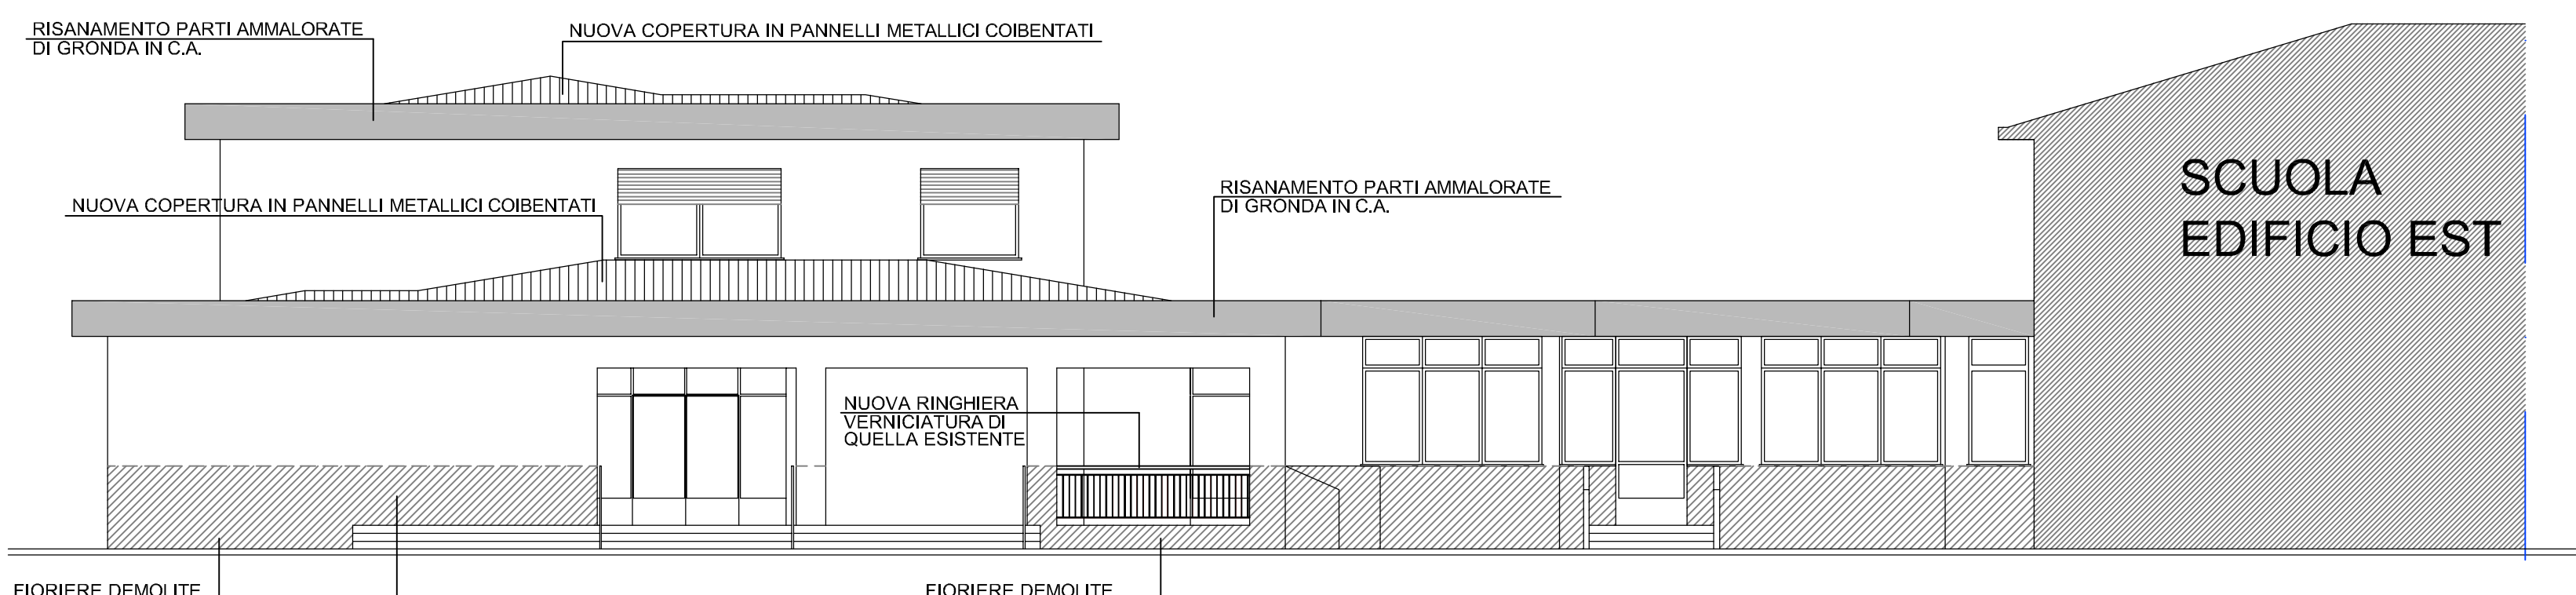 RISANAMENTO PARTI AMMALORATE
DI GRONDA IN C.A.
NUOVA COPERTURA IN PANNELLI METALLICI COIBENTATI
NUOVA COPERTURA IN PANNELLI METALLICI COIBENTATI
RISANAMENTO PARTI AMMALORATE
DI GRONDA IN C.A.
SCUOLA
EDIFICIO EST
NUOVA RINGHIERA
VERNICIATURA DI
QUELLA ESISTENTE
FIORIERE DEMOLITE
FIORIERE DEMOLITE